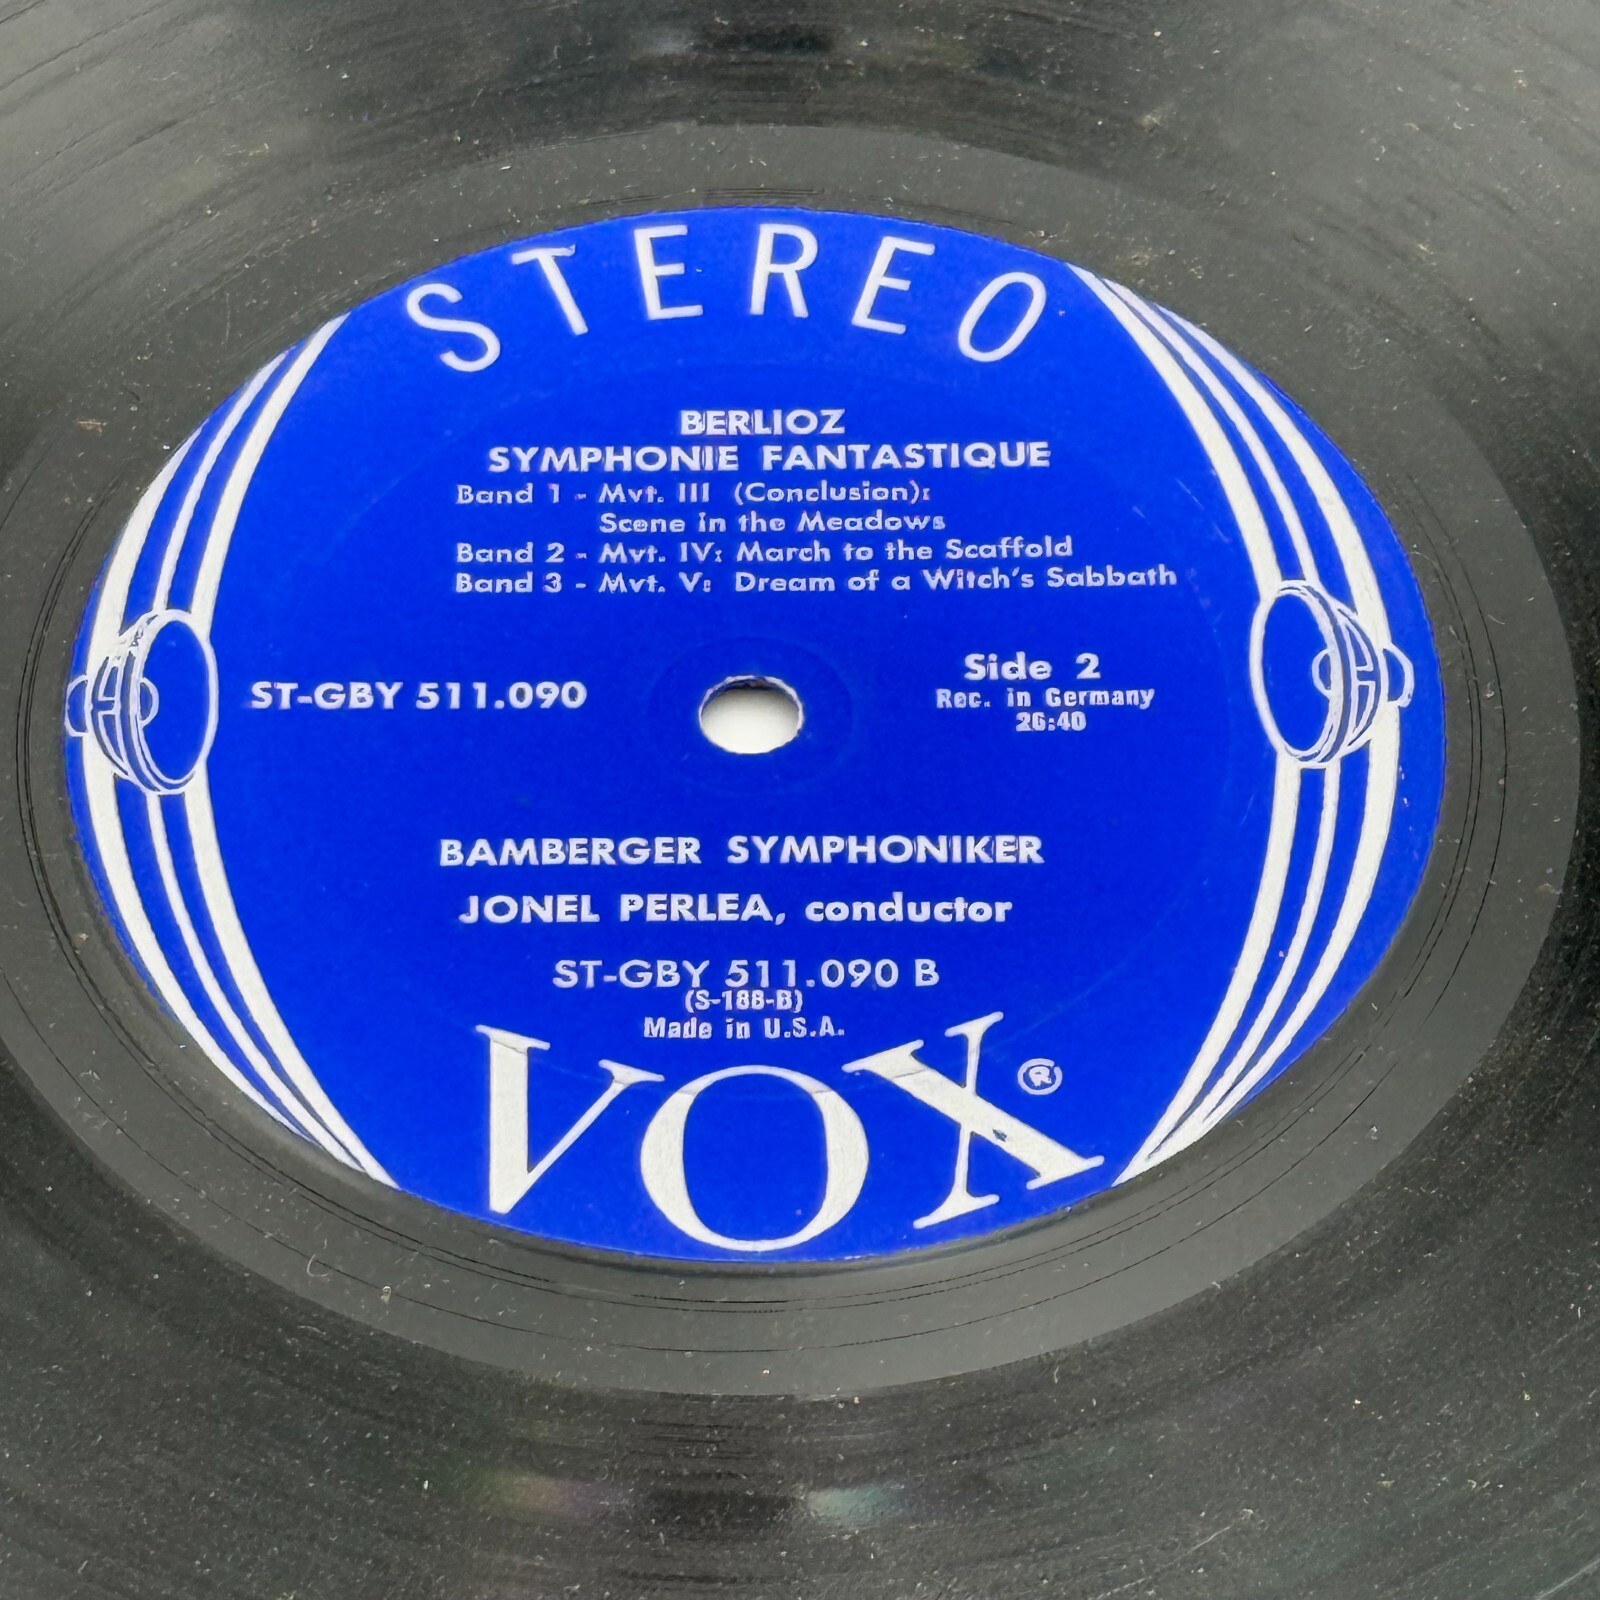 STEREO
BERLIOZ
SYMPHONIE FANTASTIQUE
Band 1 - Mvt. III (Conclusion):
Scene in the Meadows
Band 2 - Mvt. IV: March to the Scaffold
Band 3 - Mvt. V: Dream of a Witch's Sabbath
ST-GBY 511.090
Side 2
Rec. in Germany
26:40
BAMBERGER SYMPHONIKER
JONEL PERLEA, conductor
ST-GBY 511.090 B
(S-188-B)
Made in U.S.A.
VOX®